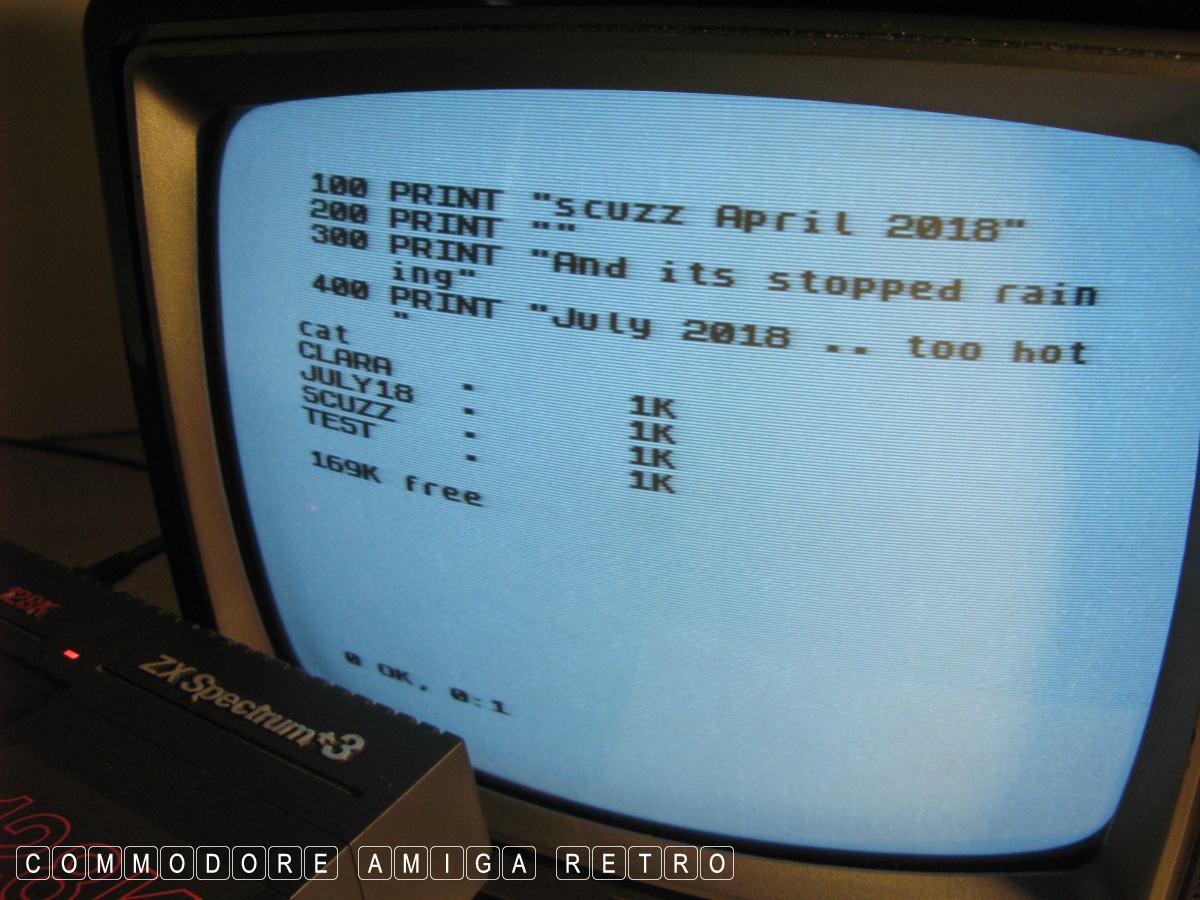 100 PRINT "scuzz April 2018"
200 PRINT ""
300 PRINT "And its stopped rain
ing"
400 PRINT "July 2018 .. too hot
"
cat
CLARA . 1K
JULY18 . 1K
SCUZZ . 1K
TEST . 1K
169K free
0 OK, 0:1
128K
ZX Spectrum +3
128K
COMMODORE AMIGA RETRO